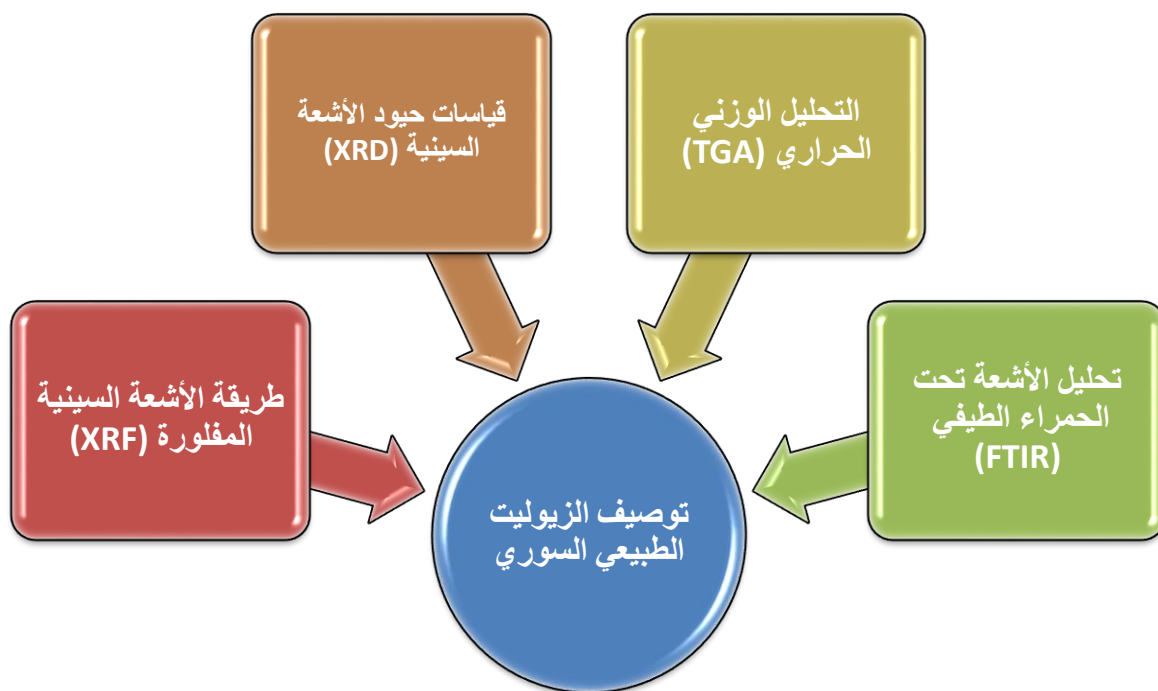 التحليل الوزني
الحراري (TGA)
قياسات حيود الأشعة
السينية (XRD)
تحليل الأشعة تحت
الحمراء الطيفي
(FTIR)
طريقة الأشعة السينية
المفلورة (XRF)
توصيف الزيوليت
الطبيعي السوري